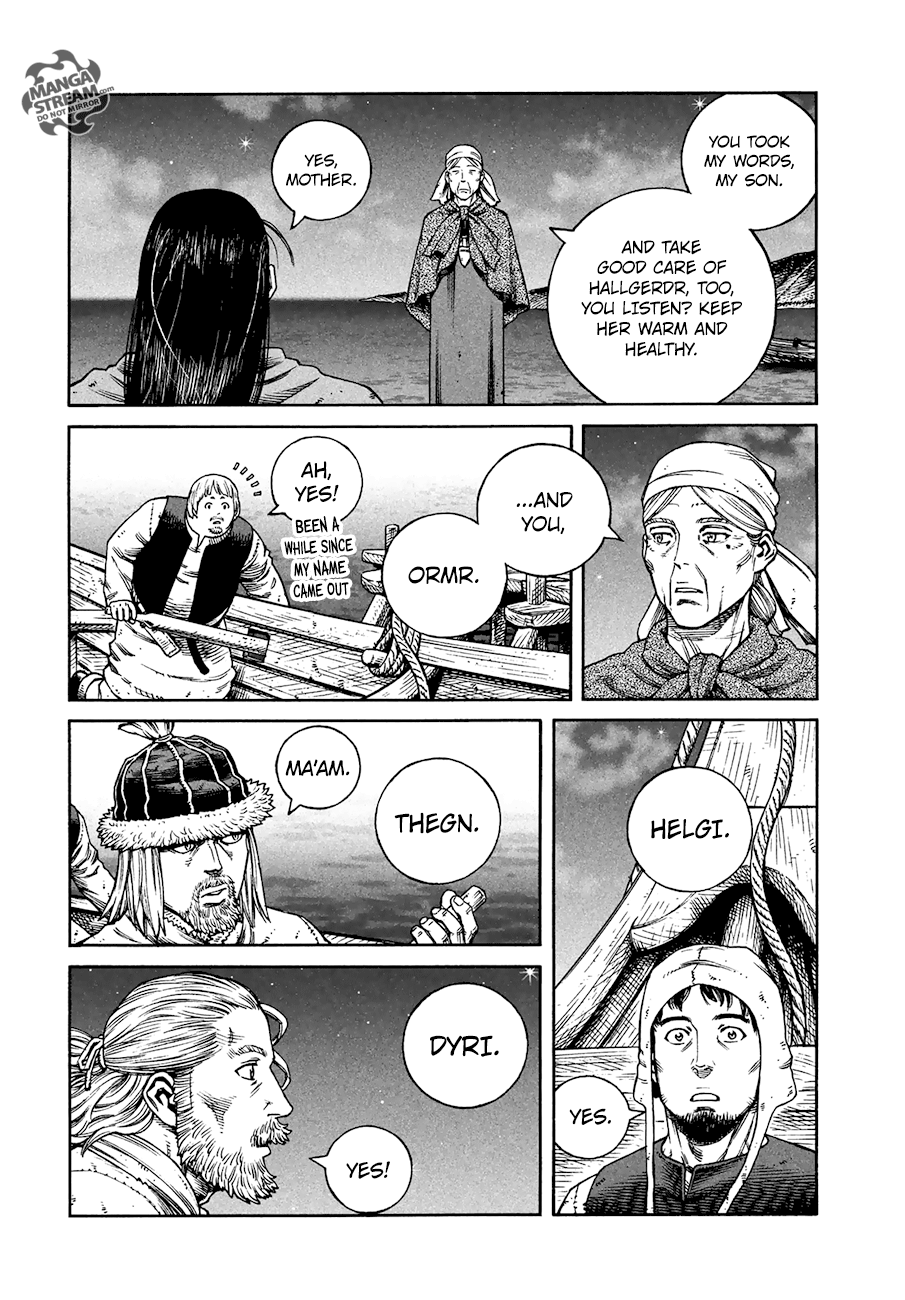 MANGA
STREAM.com
DO NOT MIRROR
YOU TOOK
MY WORDS,
MY SON.
AND TAKE
GOOD CARE OF
HALLGERDR, TOO,
YOU LISTEN? KEEP
HER WARM AND
HEALTHY.
YES,
MOTHER.
...AND
YOU,
ORMR.
AH,
YES!
BEEN A
WHILE SINCE
MY NAME
CAME OUT
HELGI.
YES.
THEGN.
MA'AM.
DYRI.
YES!